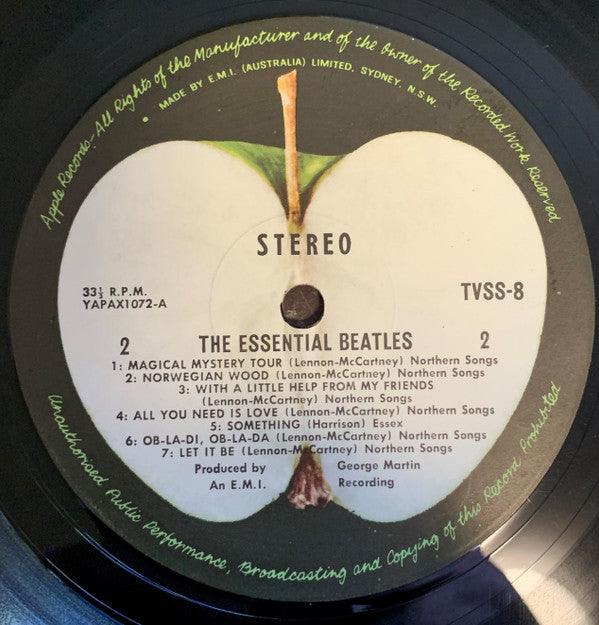 Apple Records–All Rights of the Manufacturer and of the Owner of the Recorded Work Reserved
• MADE BY E.M.I. (AUSTRALIA) LIMITED, SYDNEY, N.S.W.
STEREO
33⅓ R.P.M.
YAPAX1072-A
TVSS-8
2 THE ESSENTIAL BEATLES 2
1: MAGICAL MYSTERY TOUR (Lennon-McCartney) Northern Songs
2: NORWEGIAN WOOD (Lennon-McCartney) Northern Songs
3: WITH A LITTLE HELP FROM MY FRIENDS
(Lennon-McCartney) Northern Songs
4: ALL YOU NEED IS LOVE (Lennon-McCartney) Northern Songs
5: SOMETHING (Harrison) Essex
6: OB-LA-DI, OB-LA-DA (Lennon-McCartney) Northern Songs
7: LET IT BE (Lennon-McCartney) Northern Songs
Produced by George Martin
An E.M.I. Recording
Unauthorised Public Performance, Broadcasting and Copying of this Record Prohibited